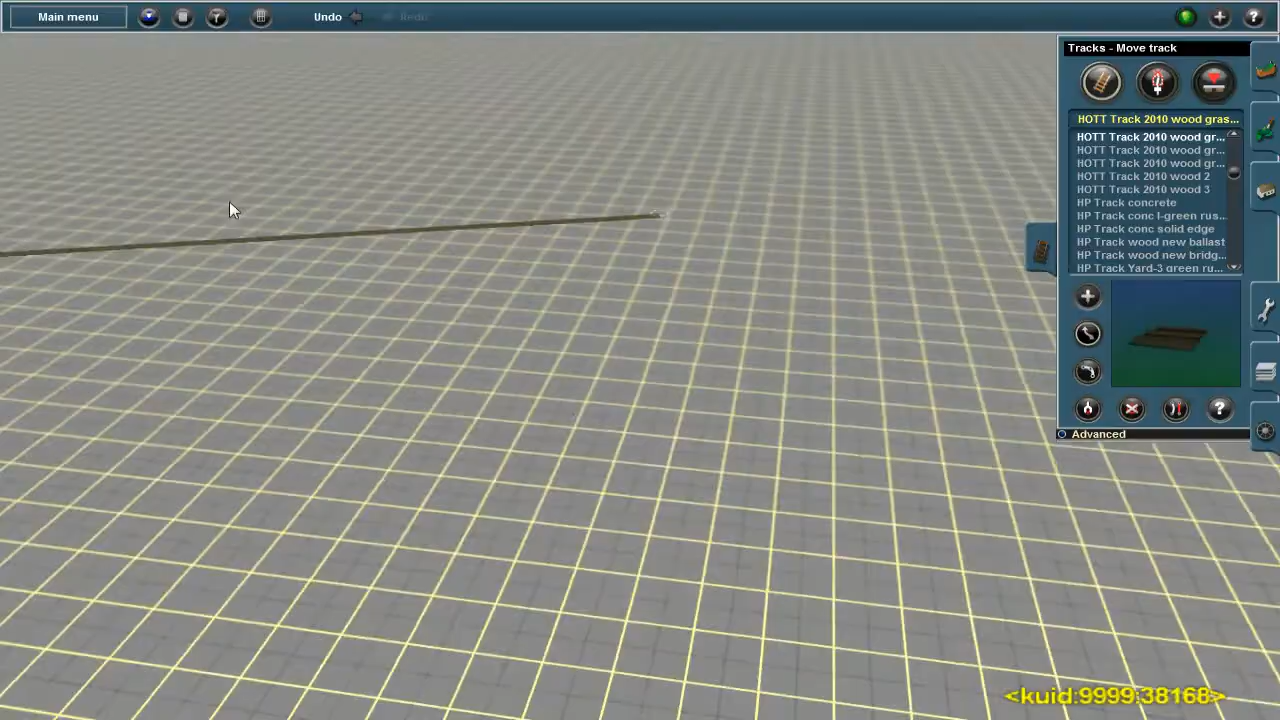 Main menu
Undo
Redo
?
Tracks - Move track
HOTT Track 2010 wood gras...
HOTT Track 2010 wood gr...
HOTT Track 2010 wood gr...
HOTT Track 2010 wood gr...
HOTT Track 2010 wood 2
HOTT Track 2010 wood 3
HP Track concrete
HP Track conc l-green rus...
HP Track conc solid edge
HP Track wood new ballast
HP Track wood new bridg...
HP Track Yard-3 green ru...
?
Advanced
<kuid:9999:38168>